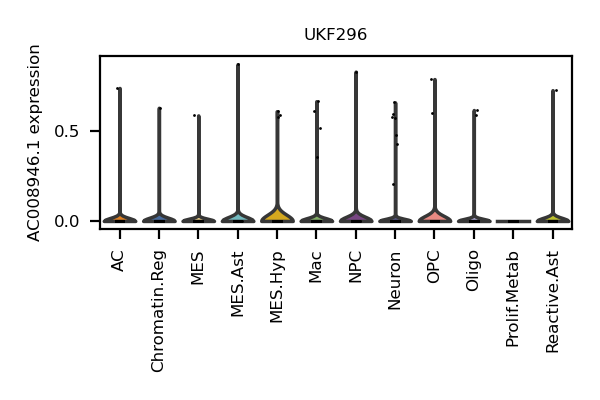 UKF296
AC008946.1 expression
0.5
0.0
AC
Chromatin.Reg
MES
MES.Ast
MES.Hyp
Mac
NPC
Neuron
OPC
Oligo
Prolif.Metab
Reactive.Ast